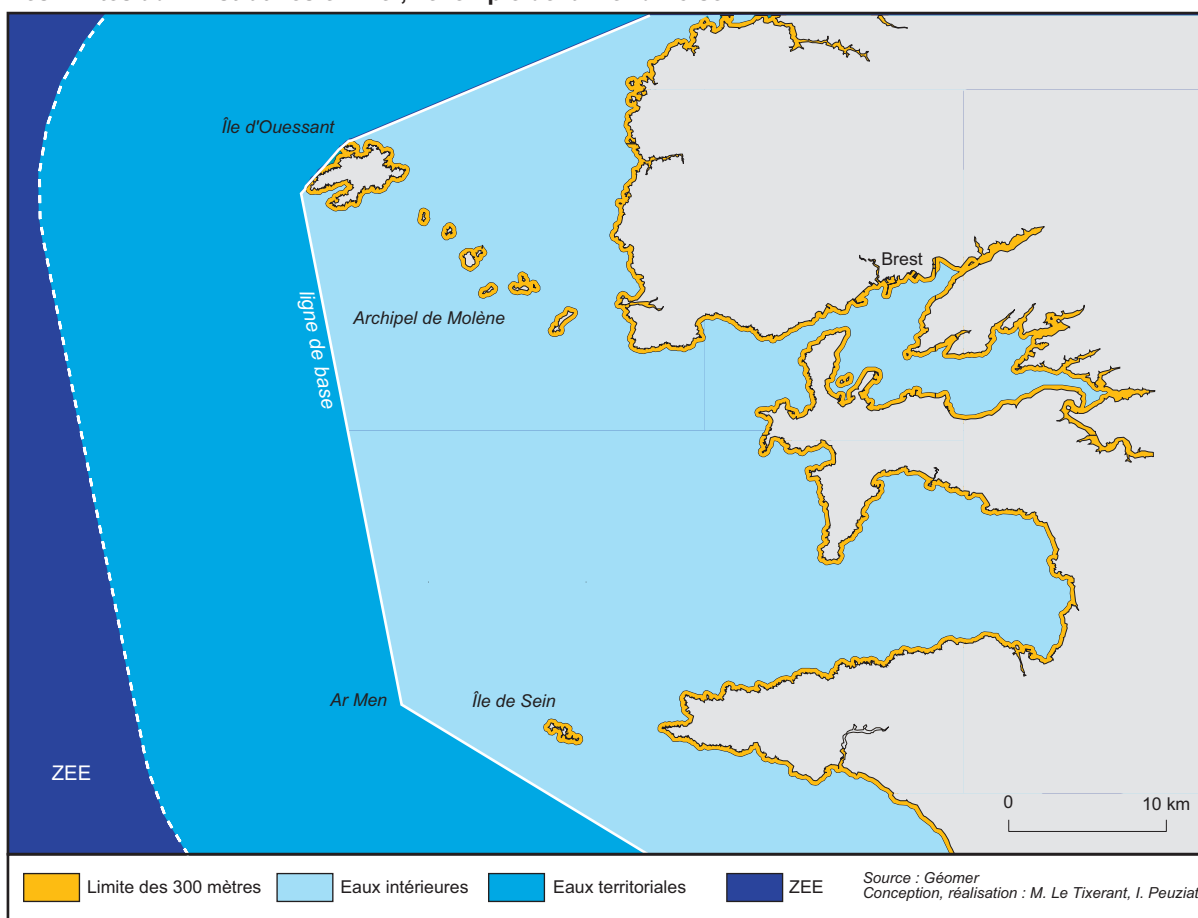 Île d'Ouessant
Brest
Archipel de Molène
ligne de base
Ar Men
Île de Sein
ZEE
0 10 km
Limite des 300 mètres
Eaux intérieures
Eaux territoriales
ZEE
Source : Géomer
Conception, réalisation : M. Le Tixerant, I. Peuziat